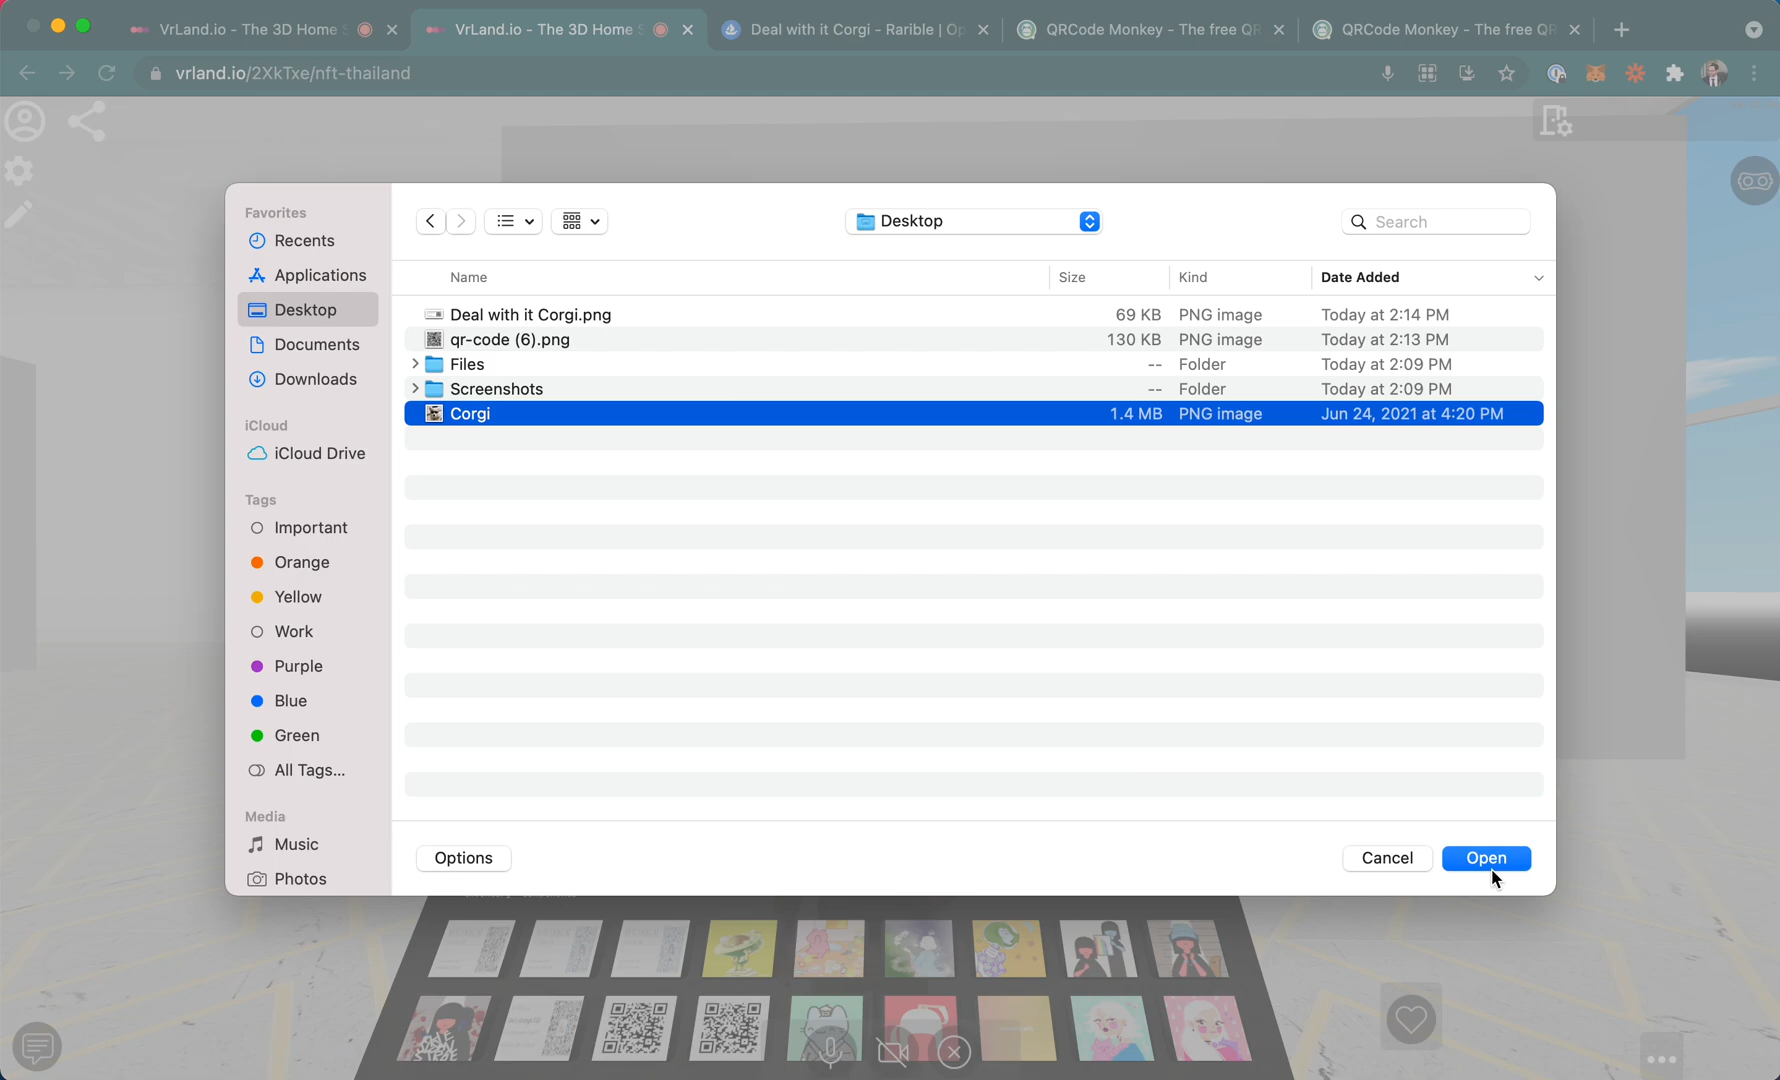 VrLand.io - The 3D Home
VrLand.io - The 3D Home
Deal with it Corgi - Rarible | Op
QRCode Monkey - The free QR
QRCode Monkey - The free QR
vrland.io/2XkTxe/nft-thailand
Favorites
Recents
Applications
Desktop
Documents
Downloads
iCloud
iCloud Drive
Tags
Important
Orange
Yellow
Work
Purple
Blue
Green
All Tags...
Media
Music
Photos
Desktop
Search
Name Size Kind Date Added
Deal with it Corgi.png 69 KB PNG image Today at 2:14 PM
qr-code (6).png 130 KB PNG image Today at 2:13 PM
Files -- Folder Today at 2:09 PM
Screenshots -- Folder Today at 2:09 PM
Corgi 1.4 MB PNG image Jun 24, 2021 at 4:20 PM
Options
Cancel
Open